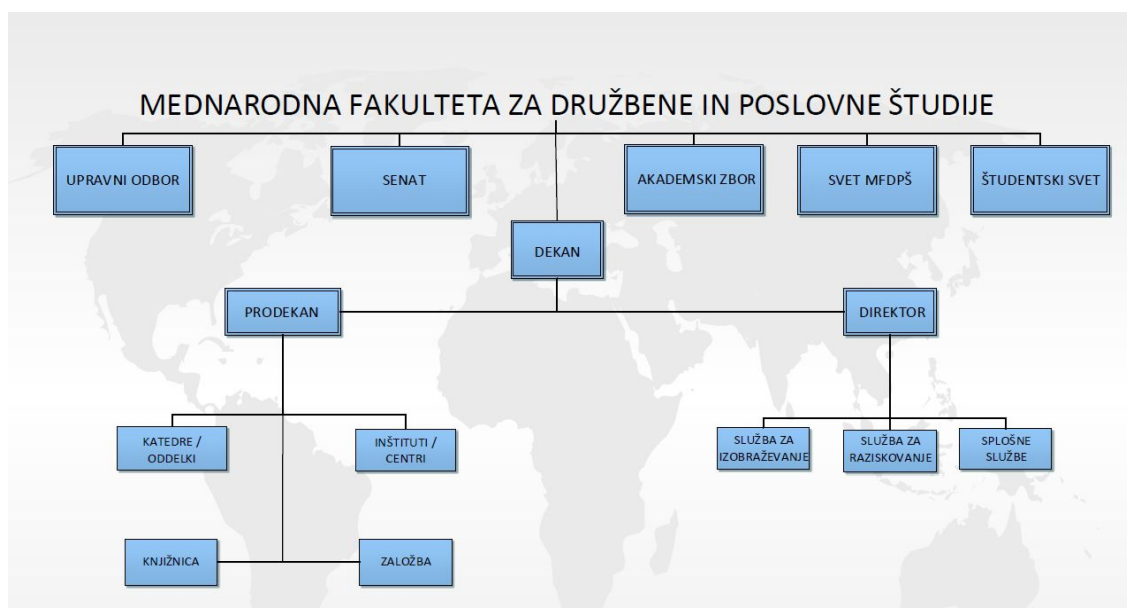 MEDNARODNA FAKULTETA ZA DRUŽBENE IN POSLOVNE ŠTUDIJE
UPRAVNI ODBOR
SENAT
AKADEMSKI ZBOR
SVET MFDPŠ
ŠTUDENTSKI SVET
DEKAN
PRODEKAN
DIREKTOR
KATEDRE /
ODDELKI
INŠTITUTI /
CENTRI
SLUŽBA ZA
IZOBRAŽEVANJE
SLUŽBA ZA
RAZISKOVANJE
SPLOŠNE
SLUŽBE
KNJIŽNICA
ZALOŽBA